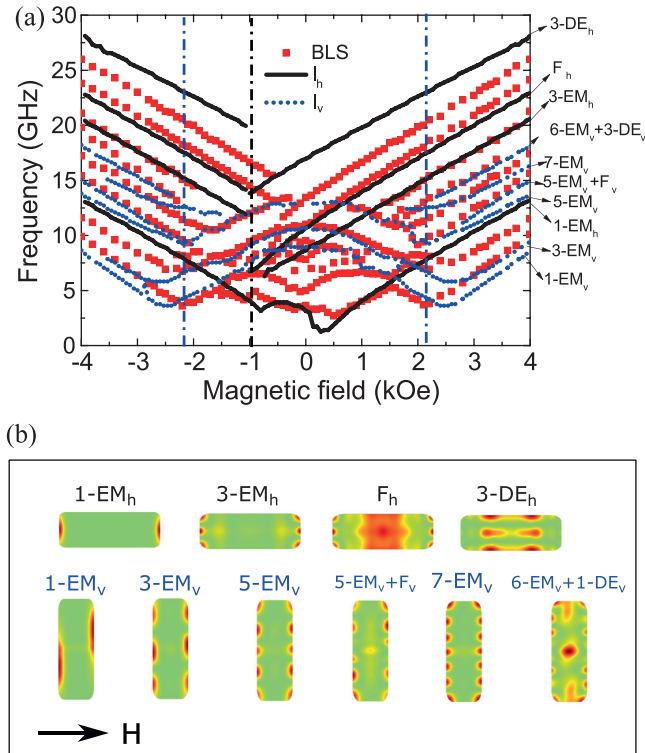 (a)
30
25
20
15
10
5
0
Frequency (GHz)
BLS
I_h
I_v
3-DE_h
F_h
3-EM_h
6-EM_v+3-DE_v
7-EM_v
5-EM_v+F_v
5-EM_v
1-EM_h
3-EM_v
1-EM_v
-4 -3 -2 -1 0 1 2 3 4
Magnetic field (kOe)
(b)
1-EM_h 3-EM_h F_h 3-DE_h
1-EM_v 3-EM_v 5-EM_v 5-EM_v+F_v 7-EM_v 6-EM_v+1-DE_v
H